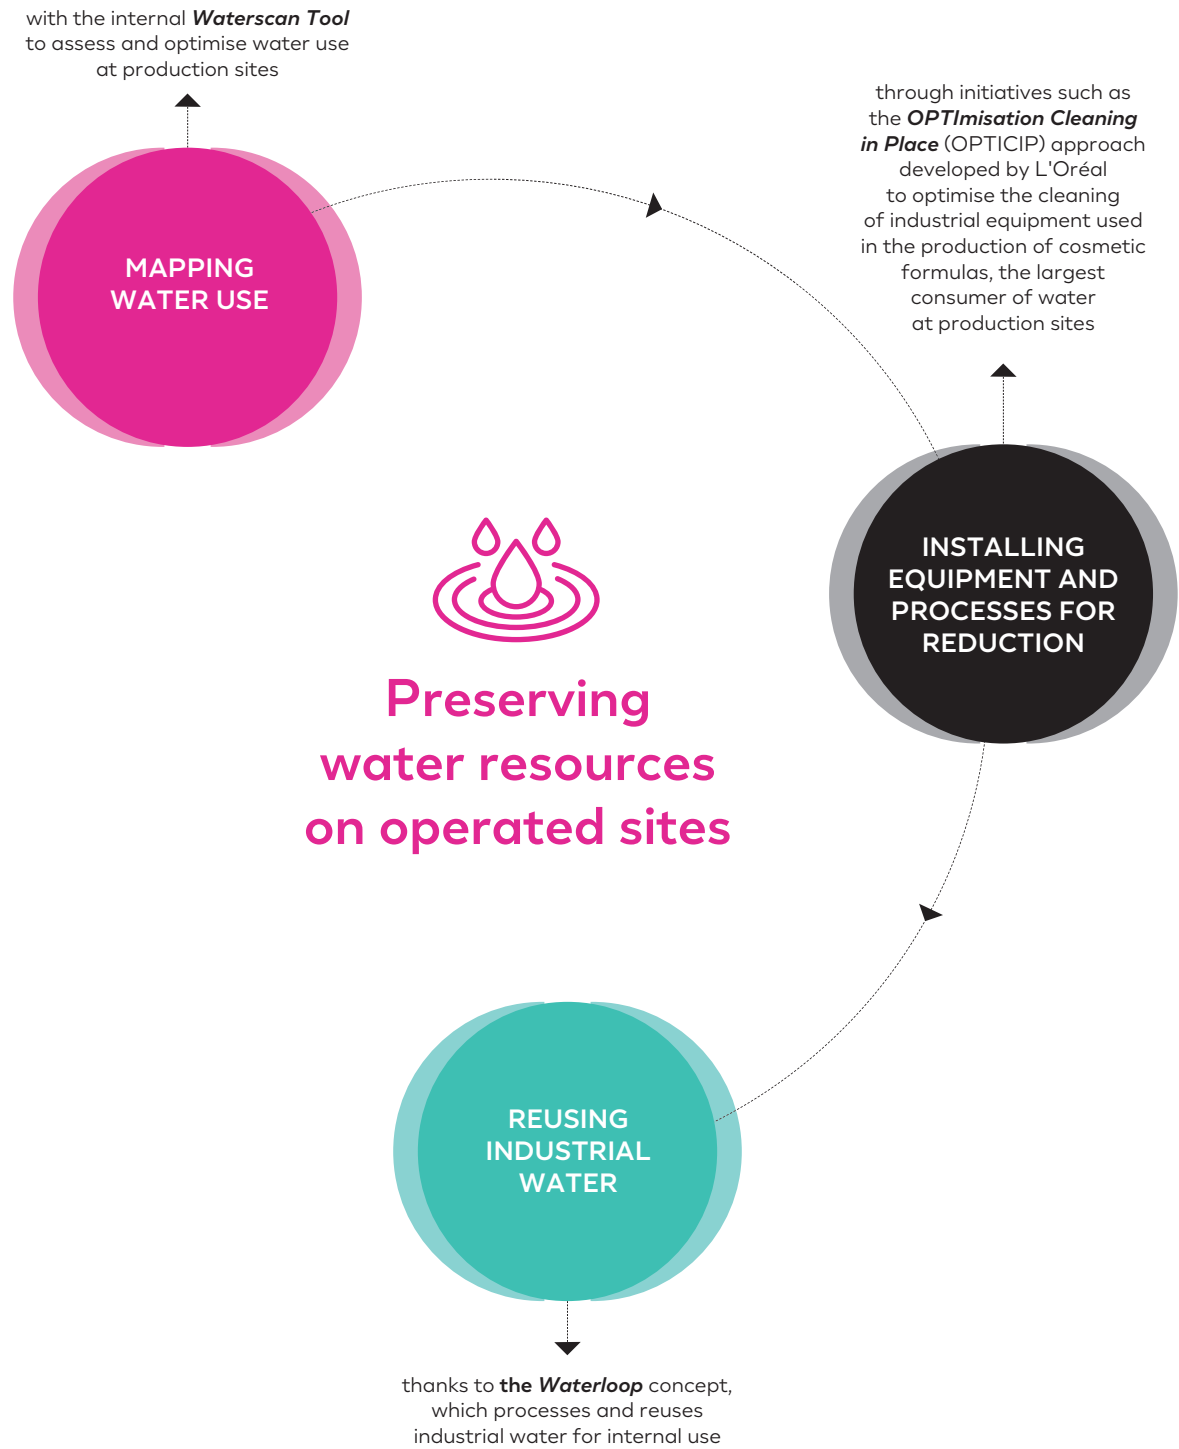 with the internal Waterscan Tool
to assess and optimise water use
at production sites
MAPPING
WATER USE
through initiatives such as
the OPTImisation Cleaning
in Place (OPTICIP) approach
developed by L'Oréal
to optimise the cleaning
of industrial equipment used
in the production of cosmetic
formulas, the largest
consumer of water
at production sites
INSTALLING
EQUIPMENT AND
PROCESSES FOR
REDUCTION
Preserving
water resources
on operated sites
REUSING
INDUSTRIAL
WATER
thanks to the Waterloop concept,
which processes and reuses
industrial water for internal use